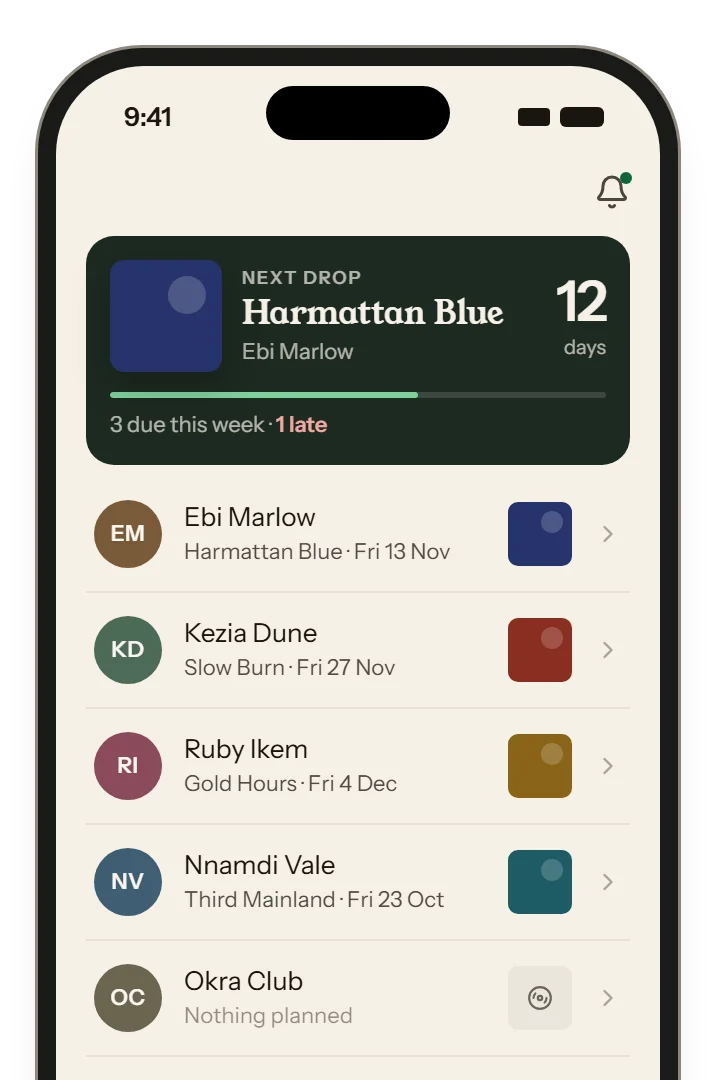 9:41
NEXT DROP
Harmattan Blue
Ebi Marlow
12
days
3 due this week · 1 late
EM
Ebi Marlow
Harmattan Blue · Fri 13 Nov
KD
Kezia Dune
Slow Burn · Fri 27 Nov
RI
Ruby Ikem
Gold Hours · Fri 4 Dec
NV
Nnamdi Vale
Third Mainland · Fri 23 Oct
OC
Okra Club
Nothing planned